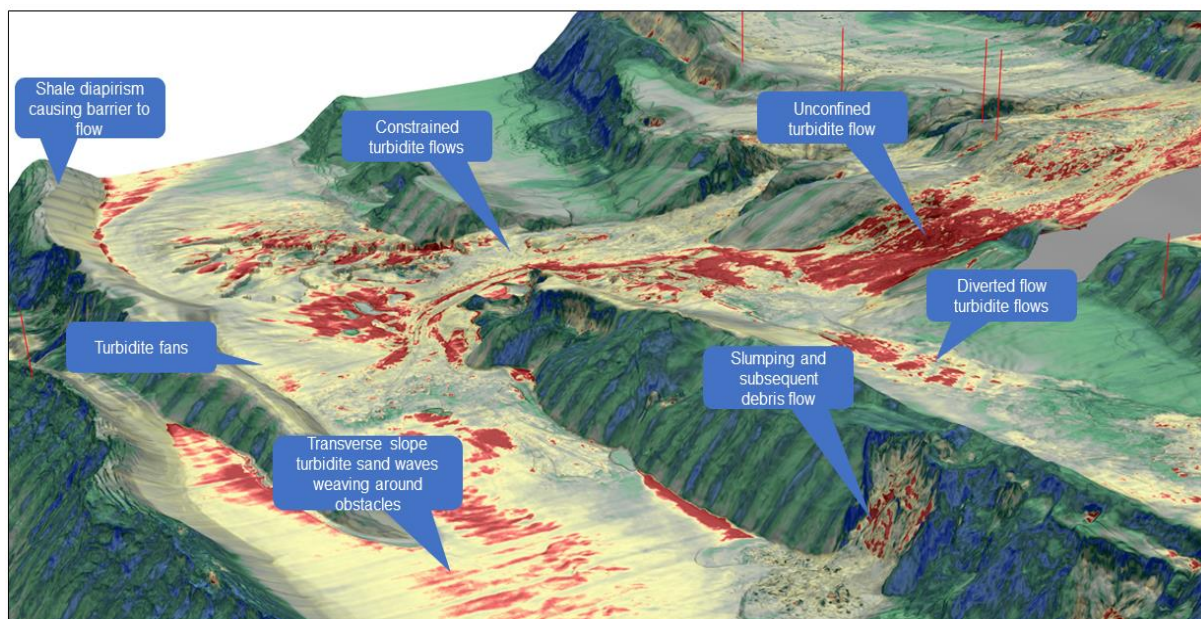 Shale diapirism
causing barrier to
flow
Constrained
turbidite flows
Unconfined
turbidite flow
Diverted flow
turbidite flows
Turbidite fans
Slumping and
subsequent
debris flow
Transverse slope
turbidite sand waves
weaving around
obstacles